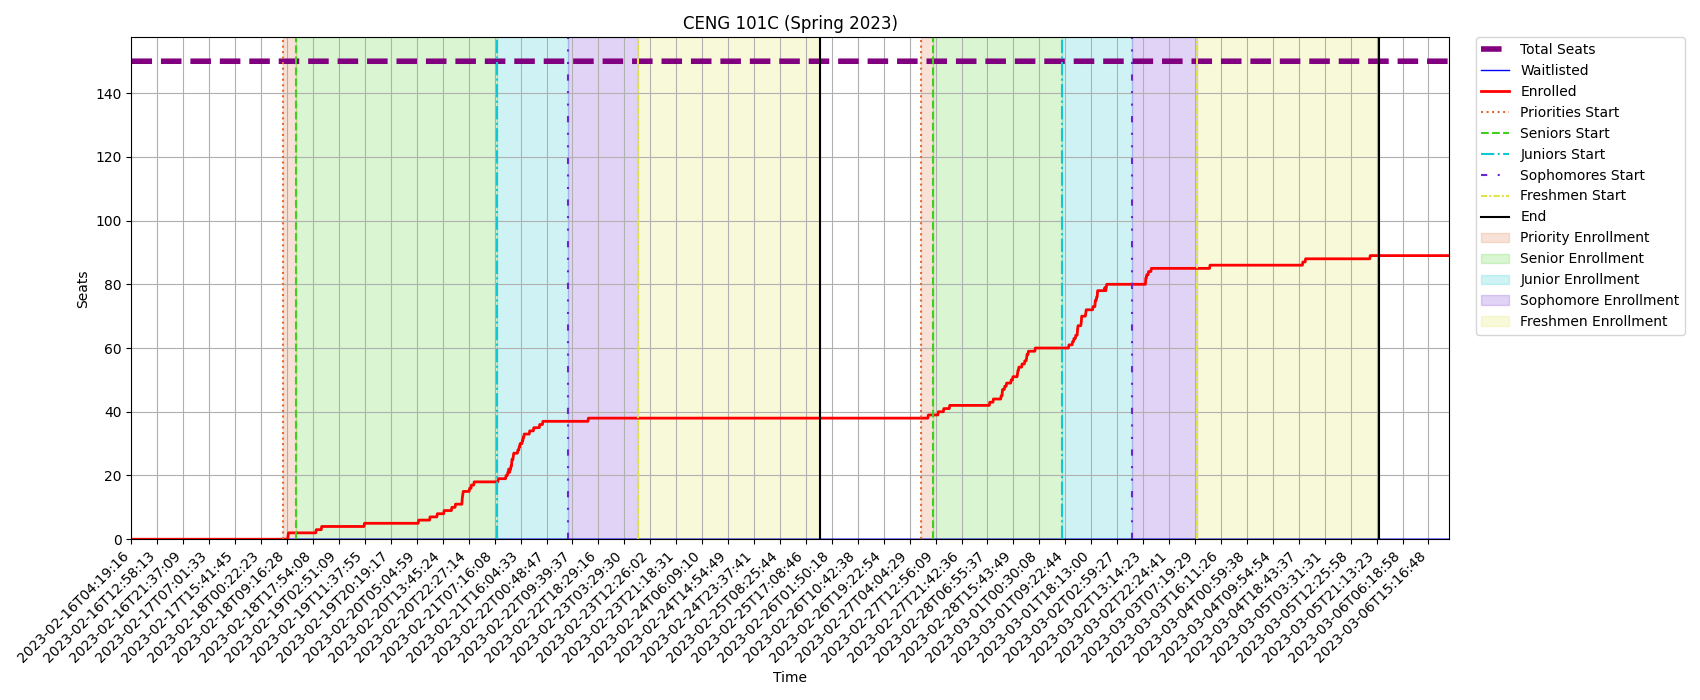 CENG 101C (Spring 2023)
Seats
140
120
100
80
60
40
20
0
2023-02-16T04:19:16
2023-02-16T12:58:13
2023-02-16T21:37:09
2023-02-17T07:01:33
2023-02-17T15:41:45
2023-02-18T00:22:23
2023-02-18T09:16:28
2023-02-18T17:54:08
2023-02-19T02:51:09
2023-02-19T11:37:55
2023-02-19T20:19:17
2023-02-20T05:04:59
2023-02-20T13:45:24
2023-02-20T22:27:14
2023-02-21T07:16:08
2023-02-21T16:04:33
2023-02-22T00:48:47
2023-02-22T09:39:37
2023-02-22T18:29:16
2023-02-23T03:29:30
2023-02-23T12:26:02
2023-02-23T21:18:31
2023-02-24T06:09:10
2023-02-24T14:54:49
2023-02-24T23:37:41
2023-02-25T08:25:44
2023-02-25T17:08:46
2023-02-26T01:50:18
2023-02-26T10:42:38
2023-02-26T19:22:54
2023-02-27T04:04:29
2023-02-27T12:56:09
2023-02-27T21:42:36
2023-02-28T06:55:37
2023-02-28T15:43:49
2023-03-01T00:30:08
2023-03-01T09:22:44
2023-03-01T18:13:00
2023-03-02T02:59:27
2023-03-02T13:14:23
2023-03-02T22:24:41
2023-03-03T07:19:29
2023-03-03T16:11:26
2023-03-04T00:59:38
2023-03-04T09:54:54
2023-03-04T18:43:37
2023-03-05T03:31:31
2023-03-05T12:25:58
2023-03-05T21:13:23
2023-03-06T06:18:58
2023-03-06T15:16:48
Time
Total Seats
Waitlisted
Enrolled
Priorities Start
Seniors Start
Juniors Start
Sophomores Start
Freshmen Start
End
Priority Enrollment
Senior Enrollment
Junior Enrollment
Sophomore Enrollment
Freshmen Enrollment